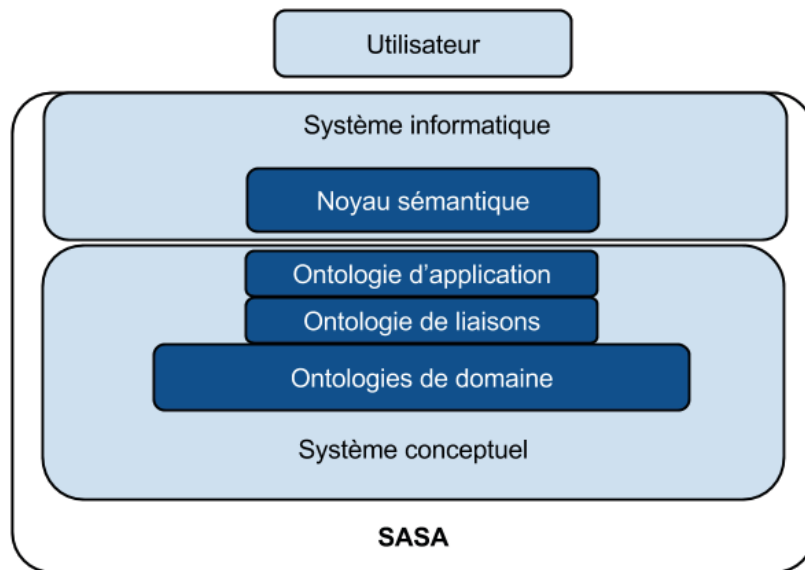 Utilisateur
Système informatique
Noyau sémantique
Ontologie d'application
Ontologie de liaisons
Ontologies de domaine
Système conceptuel
SASA